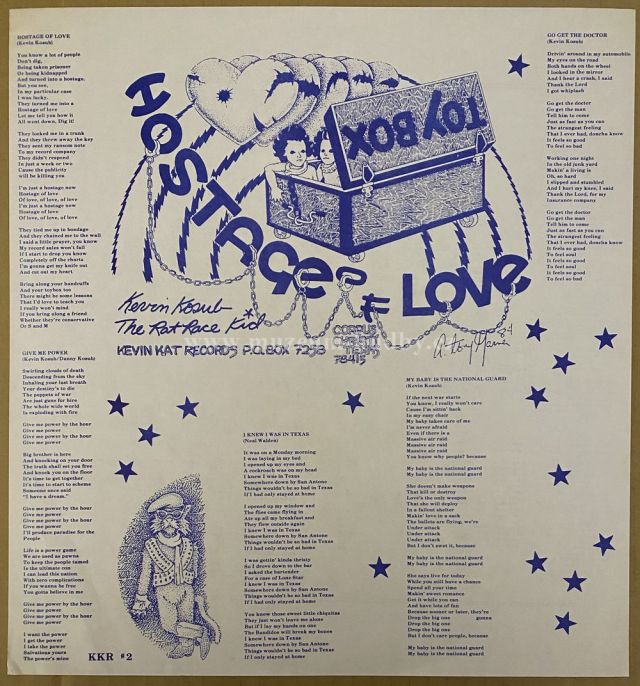 HOSTAGE OF LOVE
(Kevin Kosub)
You know a lot of people
Don't dig,
Being taken prisoner
Or being kidnapped
And turned into a hostage.
But you see,
In my particular case
I was lucky.
They turned me into a
Hostage of love
Let me tell you how it
All went down, Dig it!
They locked me in a trunk
And they threw away the key
They sent my ransom note
To my record company
They didn't respond
In just a week or two
Cause the publicity
will be killing you
I'm just a hostage now
Hostage of love
Of love, of love, of love
I'm just a hostage now
Hostage of love
Of love, of love, of love
They tied me up in bondage
And they chained me to the wall
I said a little prayer, you know
My record sales won't fall
If I start to drop you know
Completely off the charts
I'm gonna get my knife out
And cut out my heart
Bring along your handcuffs
And your toybox too
There might be some lessons
That I'd love to teach you
I really won't mind.
If you bring along a friend
Whether they're conservative
Or S and M
GIVE ME POWER
(Kevin Kosub/Danny Kosub)
Swirling clouds of death
Descending from the sky
Inhaling your last breath
Your destiny's to die
The puppets of war
Are just guns for hire
The whole wide world
Is exploding with fire
Give me power by the hour
Give me power
Give me power by the hour
Give me power
Big brother is here
And knocking on your door
The truth shall set you free
And knock you on the floor
It's time to get together
It's time to start to scheme
Someone once said
"I have a dream."
Give me power by the hour
Give me power
Give me power by the hour
Give me power
I'll produce paradise for the
People
Life is a power game
We are used as pawns
To keep the people tamed
Is the ultimate con
I can lead this nation
With zero complications
If you wanna be free
You gotta believe in me
Give me power by the hour
Give me power
Give me power by the hour
Give me power
I want the power
I get the power
I take the power
Salvations yours
The power's mine
KKR #2
HOSTAGE OF LOVE
TOY BOX
Kevin Kosub
The Rat Race Kid
KEVIN KAT RECORDS P.O. BOX 7253
CORPUS
TEXAS
78415
84
I KNEW I WAS IN TEXAS
(Neal Walden)
It was on a Monday morning
I was laying in my bed
I opened up my eyes and
A cockroach was on my head
I knew I was in Texas
Somewhere down by San Antone
Things wouldn't be so bad in Texas
If I had only stayed at home
I opened up my window and
The flies come flying in
Ate up all my breakfast and
They flew outside again
I knew I was in Texas
Somewhere down by San Antone
Things wouldn't be so bad in Texas
If I had only stayed at home
I was gettin' kinda thirsty
So I drove down to the bar
I asked the bartender
For a case of Lone Star
I knew I was in Texas
Somewhere down by San Antone
Things wouldn't be so bad in Texas
If I had only stayed at home
You know those sweet little chiquitas
They just won't leave me alone
But if I lay my hands on one
The Bandidos will break my bones
I knew I was in Texas
Somewhere down by San Antone
Things wouldn't be so bad in Texas
If I had only stayed at home
GO GET THE DOCTOR
(Kevin Kosub)
Drivin' around in my automobile
My eyes on the road
Both hands on the wheel
I looked in the mirror
And I hear a crash, I said
Thank the Lord
I got whiplash
Go get the doctor
Go get the man
Tell him to come
Just as fast as you can
The strangest feeling
That I ever had, doncha know
It feels so good
To feel so bad
Working one night
In the old junk yard
Makin' a living is
Oh, so hard
I slipped and stumbled
And I hurt my knee, I said
Thank the Lord, for my
Insurance company
Go get the doctor
Go get the man
Tell him to come
Just as fast as you can
The strangest feeling
That I ever had, doncha know
It feels so good
To feel soul
It feels so good
To feel soul
It feels so good
To feel so bad
MY BABY IS THE NATIONAL GUARD
(Kevin Kosub)
If the next war starts
You know, I really won't care
Cause I'm sittin' back
In my easy chair
My baby takes care of me
I'm never afraid
Even if there is a
Massive air raid
Massive air raid
Massive air raid
You know why people? because
My baby is the national guard
My baby is the national guard
She doesn't make weapons
That kill or destroy
Love's the only weapon
That she will deploy
In a fallout shelter
Makin' love in a sack
The bullets are flying, we're
Under attack
Under attack
Under attack
But I don't sweat it, because
My baby is the national guard
My baby is the national guard
She says live for today
While you still have a chance
Spend all your time
Makin' sweet romance
Get it while you can
And have lots of fun
Because sooner or later, they're
Drop the big one gonna
Drop the big one
Drop the big one
But I don't care people, because
My baby is the national guard
My baby is the national guard